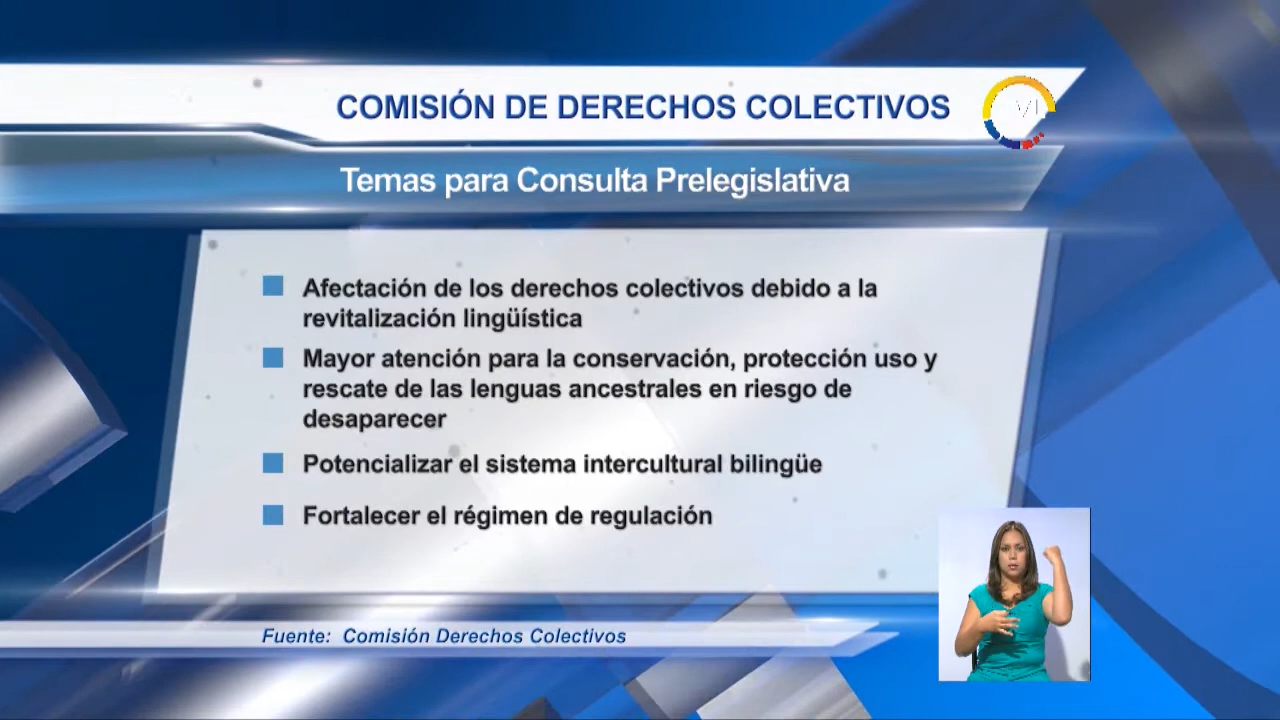 COMISIÓN DE DERECHOS COLECTIVOS
Temas para Consulta Prelegislativa
Afectación de los derechos colectivos debido a la
revitalización lingüística
Mayor atención para la conservación, protección uso y
rescate de las lenguas ancestrales en riesgo de
desaparecer
Potencializar el sistema intercultural bilingüe
Fortalecer el régimen de regulación
Fuente: Comisión Derechos Colectivos